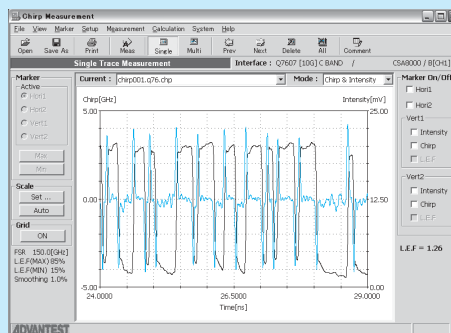 Chirp Measurement
File View Marker Setup Measurement Calculation System Help
Open Save As Print Meas Single Multi Prev Next Delete All Comment
Single Trace Measurement Interface : Q7607 [10G] C BAND / CSA8000 / B[CH1]
Marker
Active
Hori1
Hori2
Vert1
Vert2
Max
Min
Scale
Set ...
Auto
Grid
ON
FSR 150.0[GHz]
L.E.F(MAX) 85%
L.E.F(MIN) 15%
Smoothing 1.0%
Current : chirp001.q76.chp Mode : Chirp & Intensity
Chirp[GHz] Intensity[mV]
5.00 25.00
0.00 12.50
-5.00 0.00
24.0000 26.5000 29.0000
Time[ns]
Marker On/Off
Hori1
Hori2
Vert1
Intensity
Chirp
L.E.F
Vert2
Intensity
Chirp
L.E.F
L.E.F = 1.26
ADVANTEST